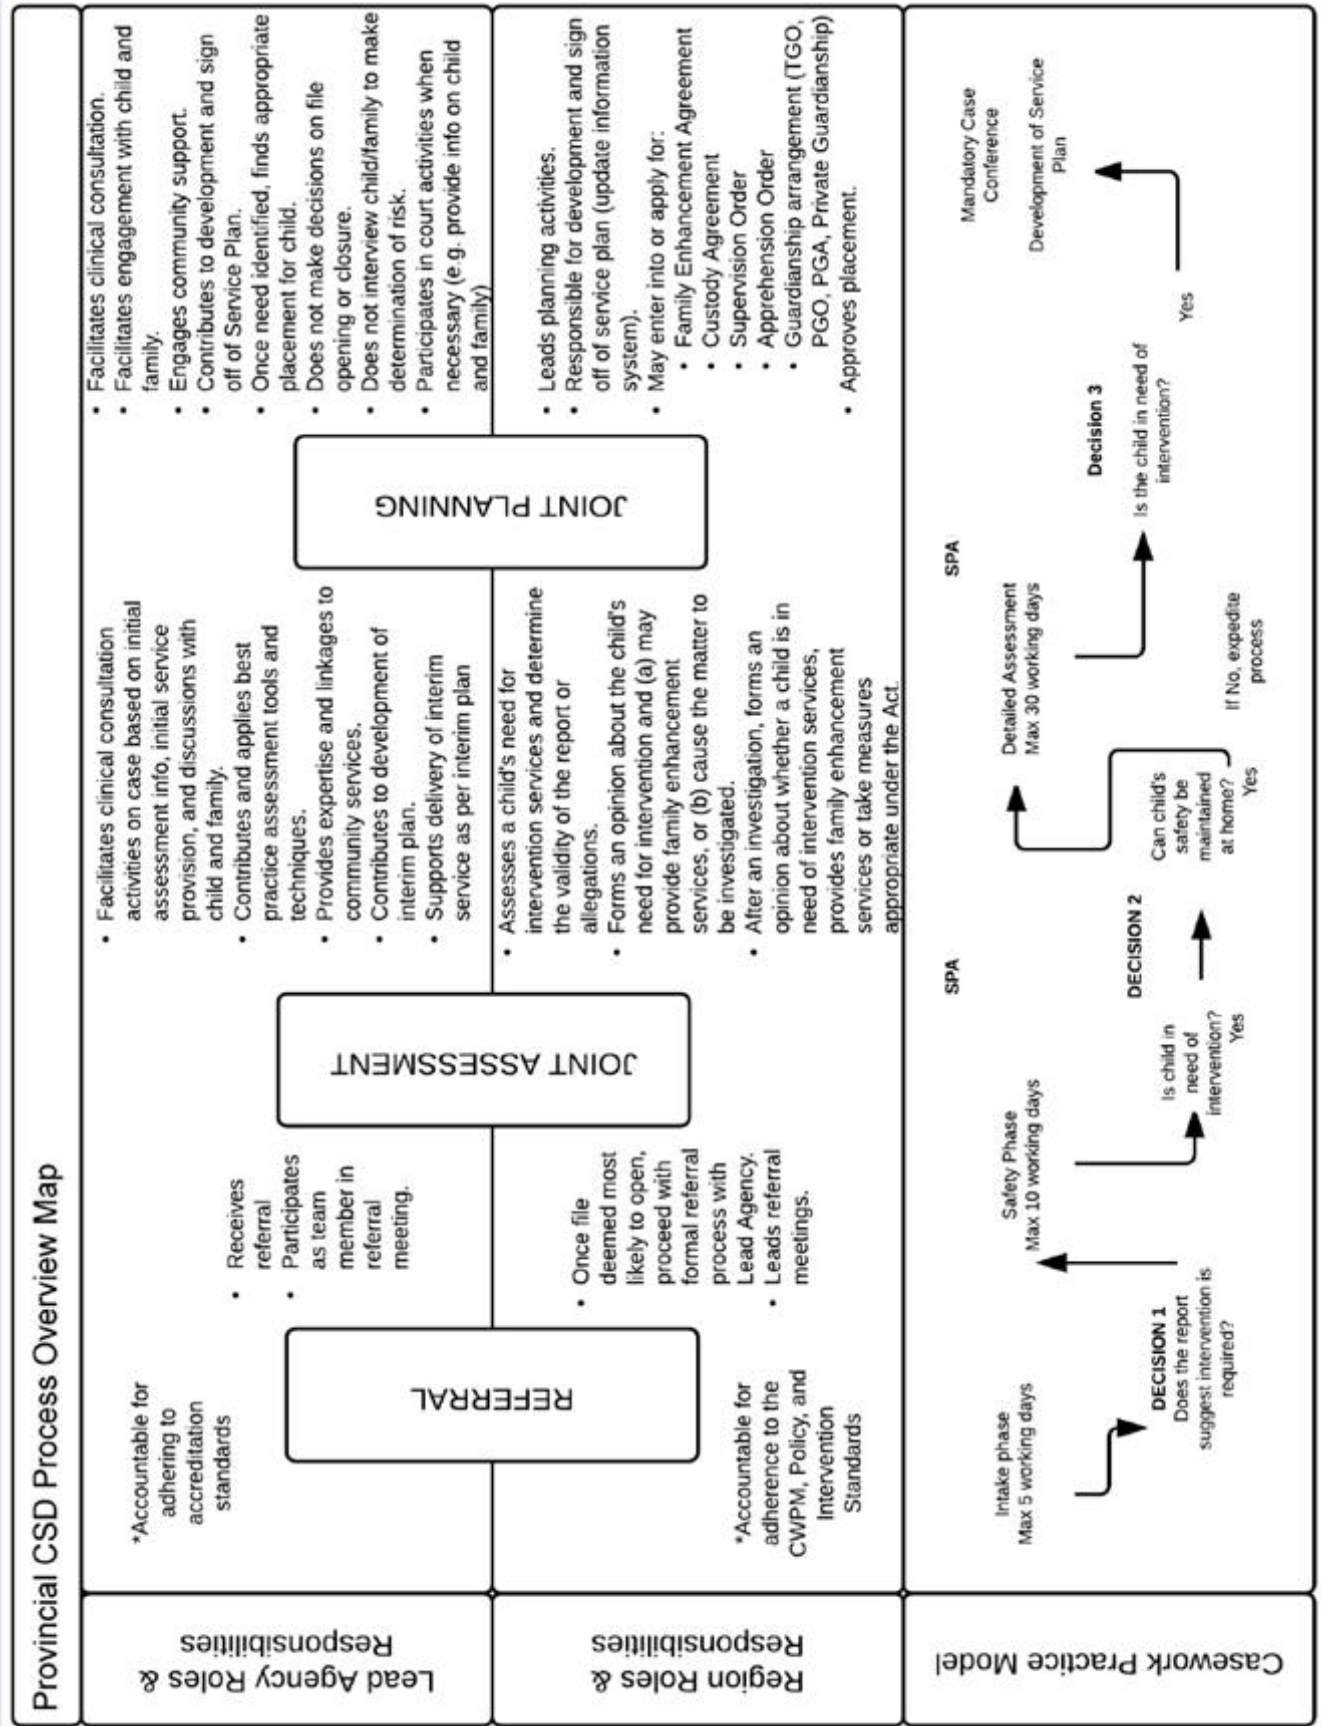 Provincial CSD Process Overview Map
Lead Agency Roles &
Responsibilities
*Accountable for
adhering to
accreditation
standards
REFERRAL
• Receives
referral
• Participates
as team
member in
referral
meeting.
JOINT ASSESSMENT
• Facilitates clinical consultation
activities on case based on initial
assessment info, initial service
provision, and discussions with
child and family.
• Contributes and applies best
practice assessment tools and
techniques.
• Provides expertise and linkages to
community services.
• Contributes to development of
interim plan.
• Supports delivery of interim
service as per interim plan
JOINT PLANNING
• Facilitates clinical consultation.
• Facilitates engagement with child and
family.
• Engages community support.
• Contributes to development and sign
off of Service Plan.
• Once need identified, finds appropriate
placement for child.
• Does not make decisions on file
opening or closure.
• Does not interview child/family to make
determination of risk.
• Participates in court activities when
necessary (e.g. provide info on child
and family)
Region Roles &
Responsibilities
*Accountable for
adherence to the
CWPM, Policy, and
Intervention
Standards
• Once file
deemed most
likely to open,
proceed with
formal referral
process with
Lead Agency.
• Leads referral
meetings.
• Assesses a child's need for
intervention services and determine
the validity of the report or
allegations.
• Forms an opinion about the child's
need for intervention and (a) may
provide family enhancement
services, or (b) cause the matter to
be investigated.
• After an investigation, forms an
opinion about whether a child is in
need of intervention services,
provides family enhancement
services or take measures
appropriate under the Act.
• Leads planning activities.
• Responsible for development and sign
off of service plan (update information
system).
• May enter into or apply for:
• Family Enhancement Agreement
• Custody Agreement
• Supervision Order
• Apprehension Order
• Guardianship arrangement (TGO,
PGO, PGA, Private Guardianship)
• Approves placement.
Casework Practice Model
Intake phase
Max 5 working days
DECISION 1
Does the report
suggest intervention is
required?
Safety Phase
Max 10 working days
Is child in
need of
intervention?
Yes
SPA
DECISION 2
Can child's
safety be
maintained
at home?
Yes
If No, expedite
process
Detailed Assessment
Max 30 working days
SPA
Decision 3
Is the child in need of
intervention?
Yes
Mandatory Case
Conference
Development of Service
Plan